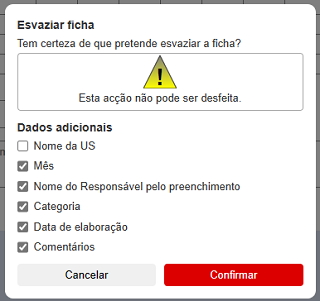 Esvaziar ficha
Tem certeza de que pretende esvaziar a ficha?
!
Esta acção não pode ser desfeita.
Dados adicionais
Nome da US
Mês
Nome do Responsável pelo preenchimento
Categoria
Data de elaboração
Comentários
Cancelar
Confirmar